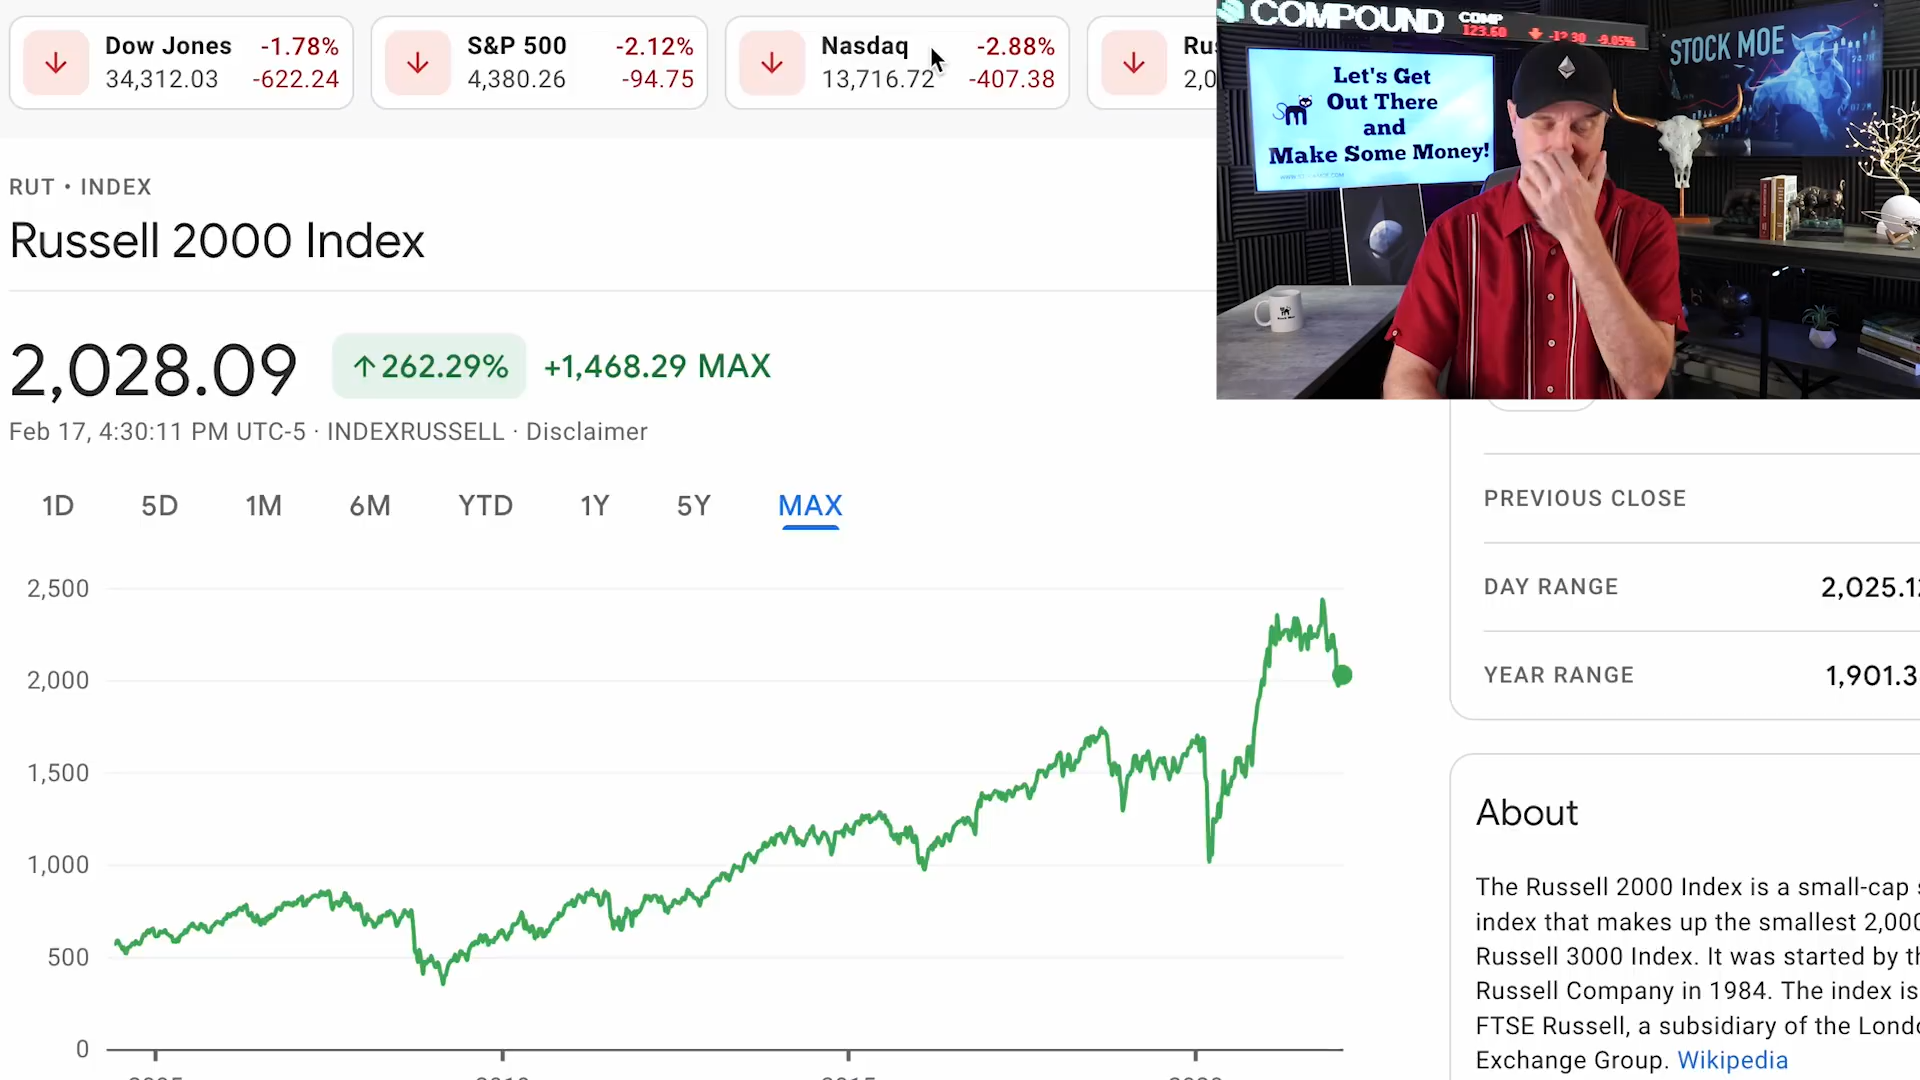 Dow Jones -1.78%
34,312.03 -622.24
S&P 500 -2.12%
4,380.26 -94.75
Nasdaq -2.88%
13,716.72 -407.38
COMPOUND COMP
123.60
STOCK MOE
Let's Get
Out There
and
Make Some Money!
RUT • INDEX
Russell 2000 Index
2,028.09 ↑262.29% +1,468.29 MAX
Feb 17, 4:30:11 PM UTC-5 · INDEXRUSSELL · Disclaimer
1D 5D 1M 6M YTD 1Y 5Y MAX
2,500
2,000
1,500
1,000
500
0
PREVIOUS CLOSE
DAY RANGE
YEAR RANGE
About
The Russell 2000 Index is a small-cap
index that makes up the smallest
Russell 3000 Index. It was started by
Russell Company in 1984. The index is
FTSE Russell, a subsidiary of the
Exchange Group. Wikipedia